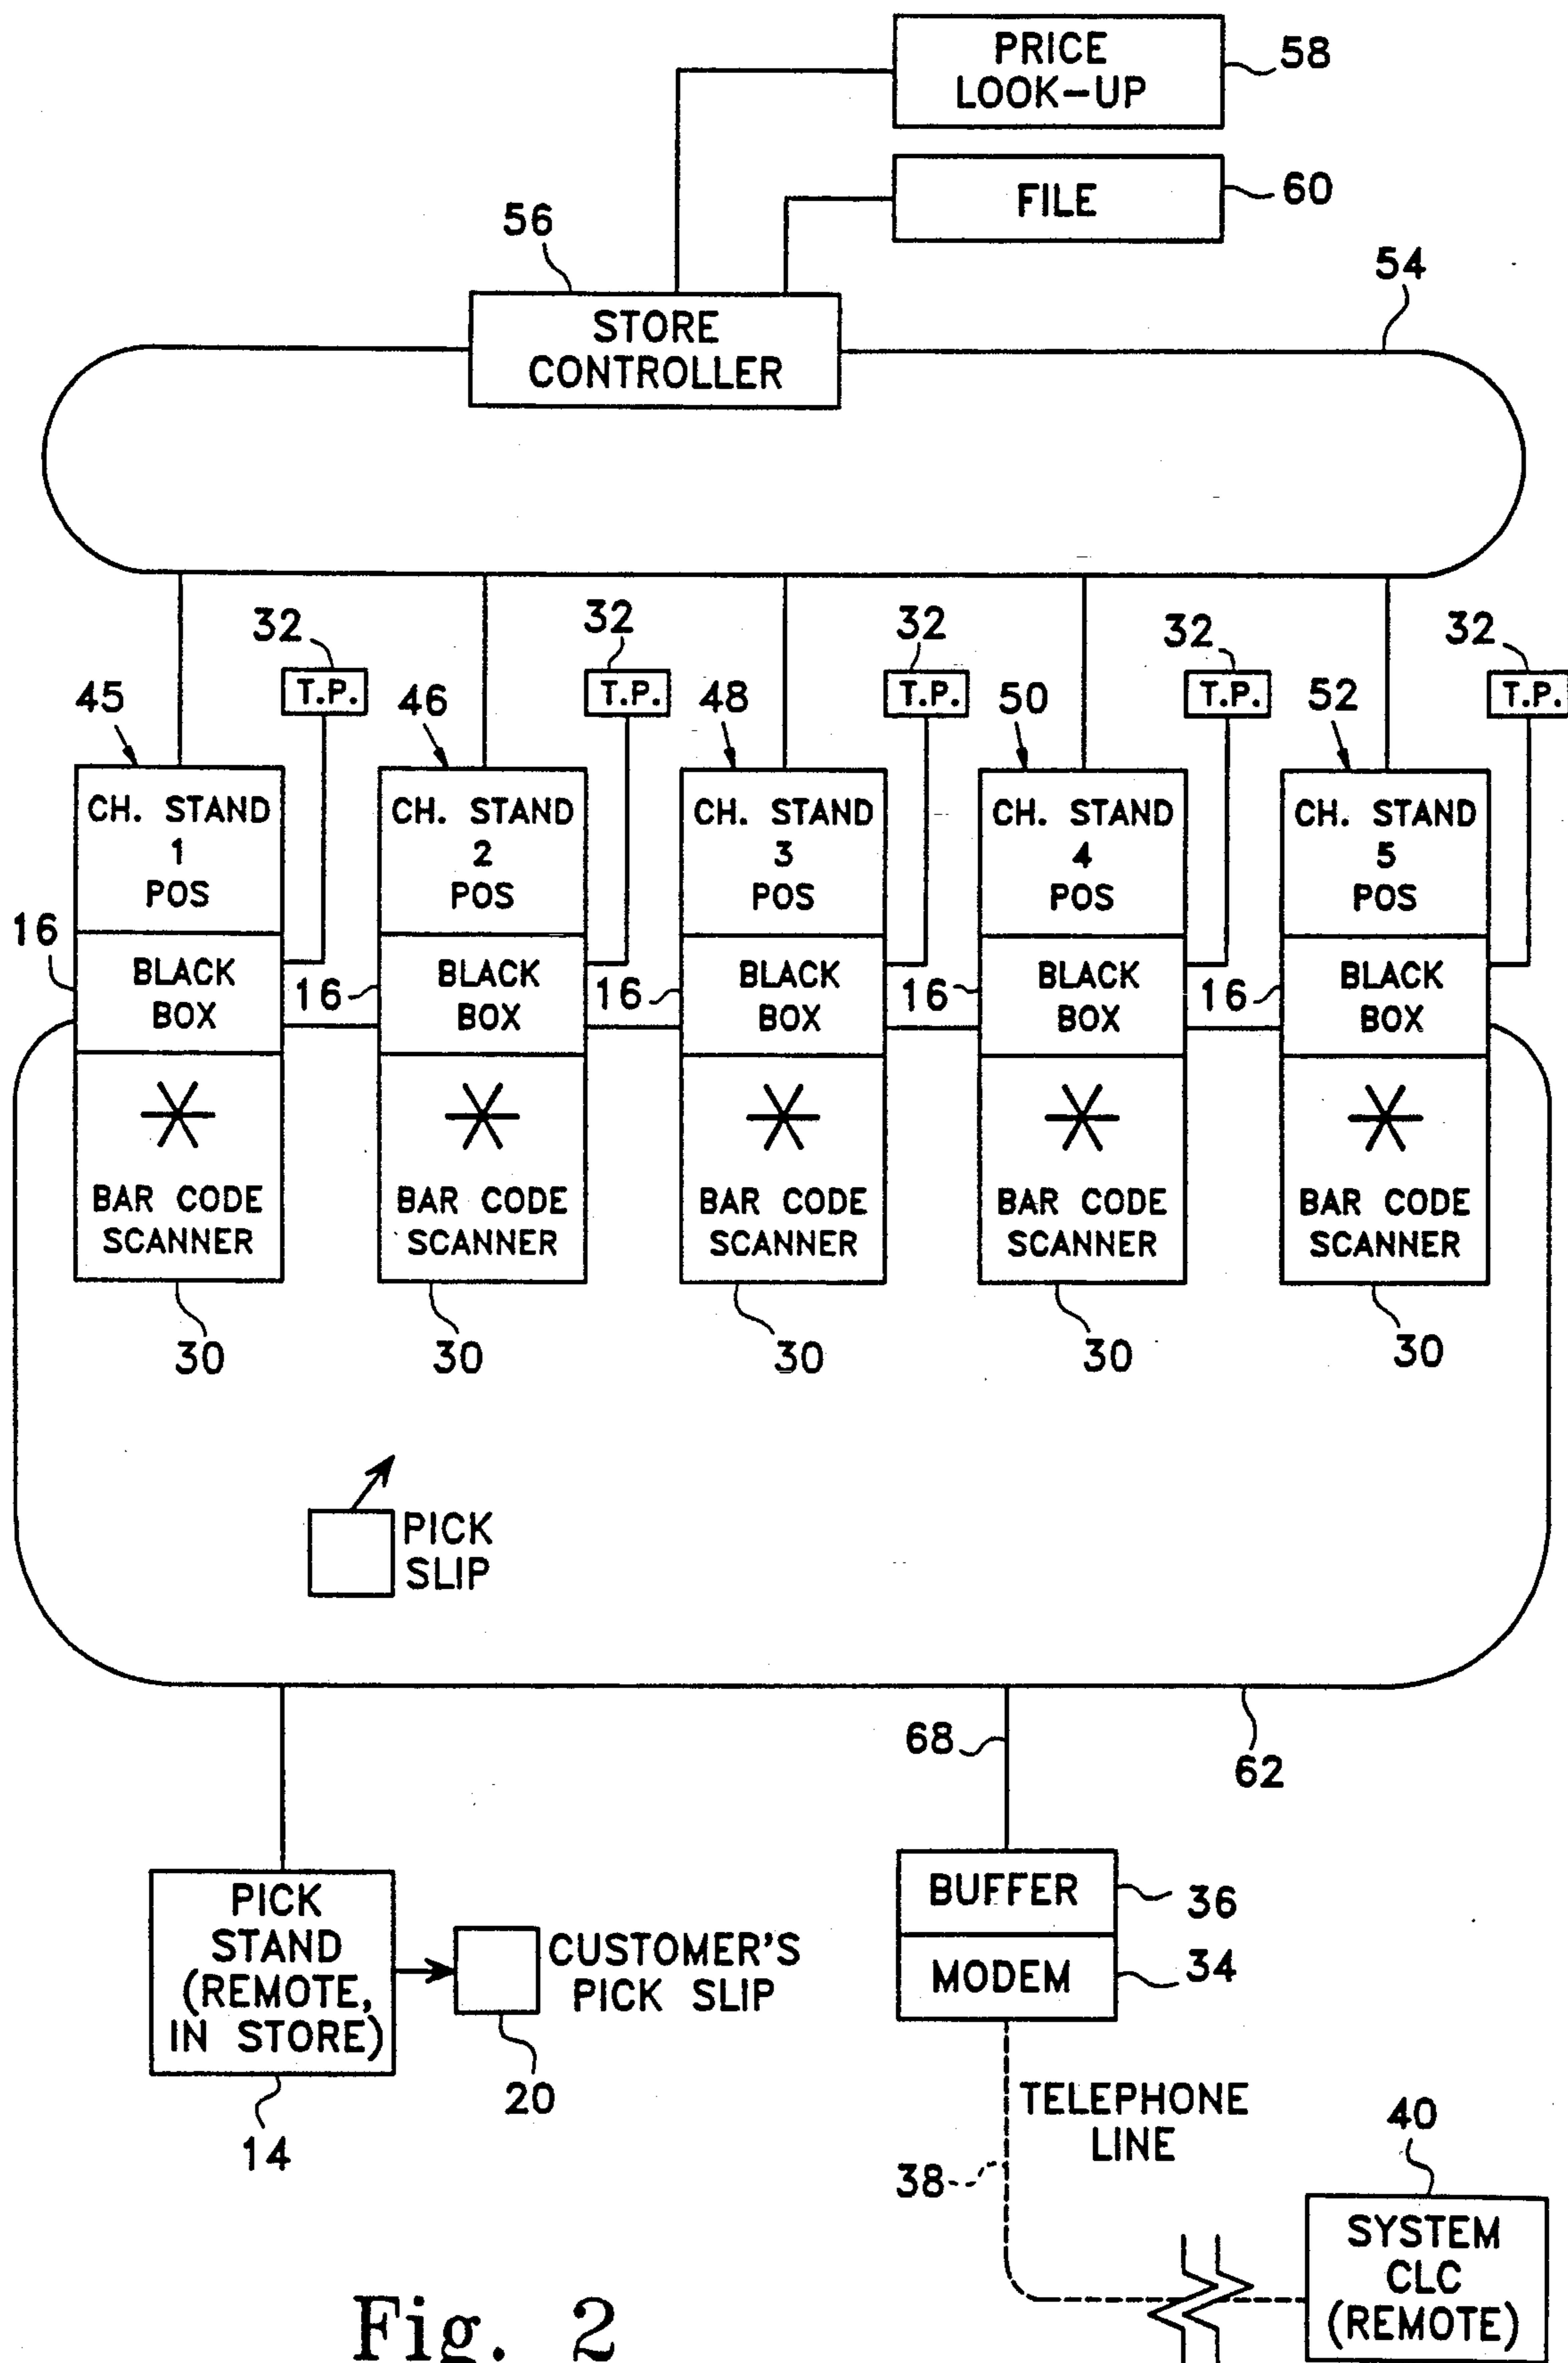 PRICE
LOOK-UP
58
FILE
60
56
54
STORE
CONTROLLER
32
32
32
32
32
T.P.
T.P.
T.P.
T.P.
T.P.
45
46
48
50
52
CH. STAND
1
POS
CH. STAND
2
POS
CH. STAND
3
POS
CH. STAND
4
POS
CH. STAND
5
POS
16
BLACK
BOX
16
BLACK
BOX
16
BLACK
BOX
16
BLACK
BOX
16
BLACK
BOX
BAR CODE
SCANNER
BAR CODE
SCANNER
BAR CODE
SCANNER
BAR CODE
SCANNER
BAR CODE
SCANNER
30
30
30
30
30
PICK
SLIP
68
62
PICK
STAND
(REMOTE,
IN STORE)
14
CUSTOMER'S
PICK SLIP
20
BUFFER
36
MODEM
34
TELEPHONE
LINE
38
40
SYSTEM
CLC
(REMOTE)
Fig. 2